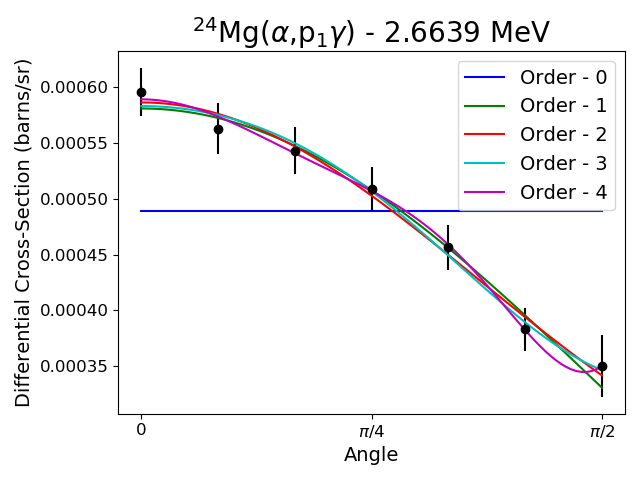 ²⁴Mg(α,p₁γ) - 2.6639 MeV
Differential Cross-Section (barns/sr)
0.00060
0.00055
0.00050
0.00045
0.00040
0.00035
Order - 0
Order - 1
Order - 2
Order - 3
Order - 4
0
π/4
π/2
Angle